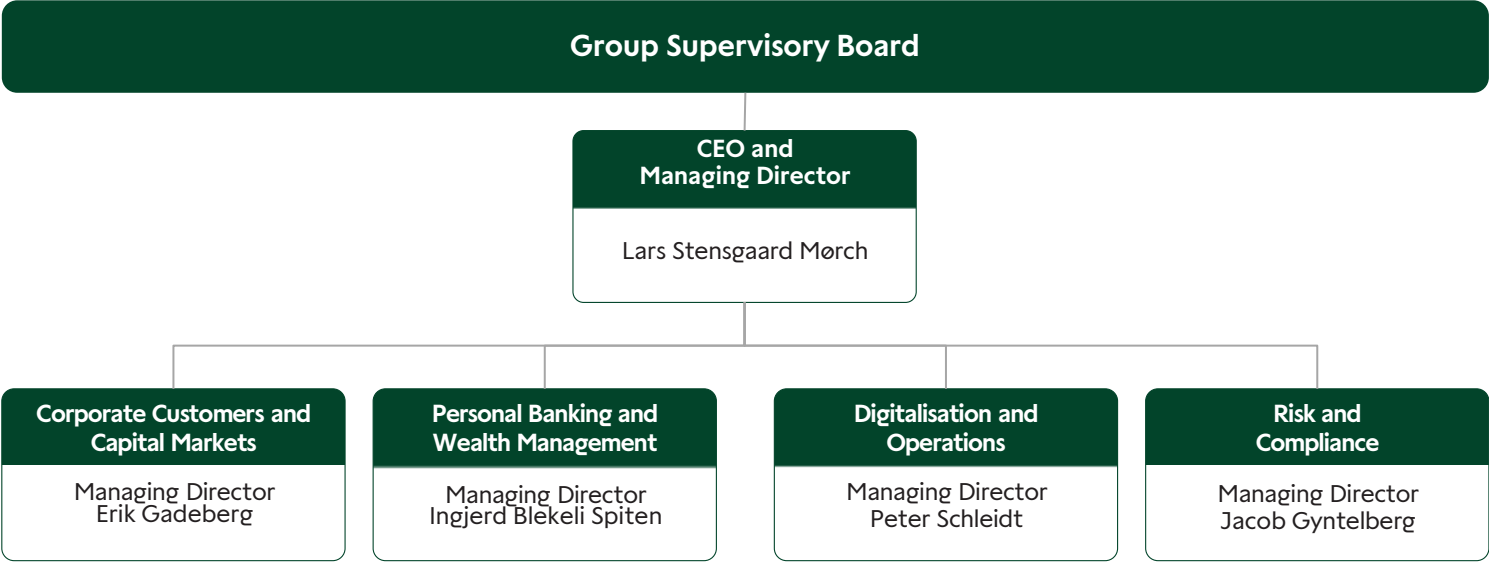 Group Supervisory Board
CEO and
Managing Director
Lars Stensgaard Mørch
Corporate Customers and
Capital Markets
Managing Director
Erik Gadeberg
Personal Banking and
Wealth Management
Managing Director
Ingjerd Blekeli Spiten
Digitalisation and
Operations
Managing Director
Peter Schleidt
Risk and
Compliance
Managing Director
Jacob Gyntelberg